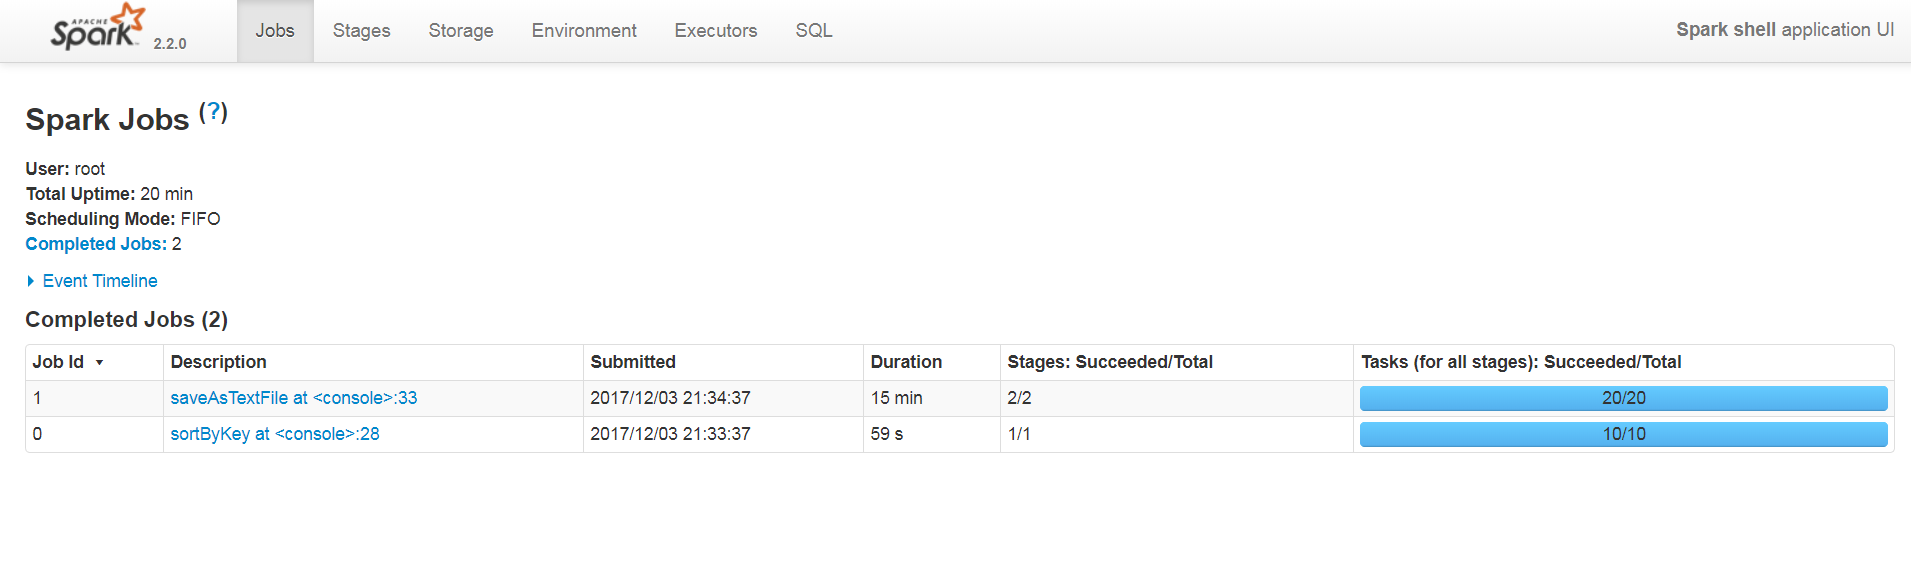 APACHE
Spark 2.2.0 Jobs Stages Storage Environment Executors SQL Spark shell application UI
Spark Jobs (?)
User: root
Total Uptime: 20 min
Scheduling Mode: FIFO
Completed Jobs: 2
Event Timeline
Completed Jobs (2)
Job Id Description Submitted Duration Stages: Succeeded/Total Tasks (for all stages): Succeeded/Total
1 saveAsTextFile at <console>:33 2017/12/03 21:34:37 15 min 2/2 20/20
0 sortByKey at <console>:28 2017/12/03 21:33:37 59 s 1/1 10/10